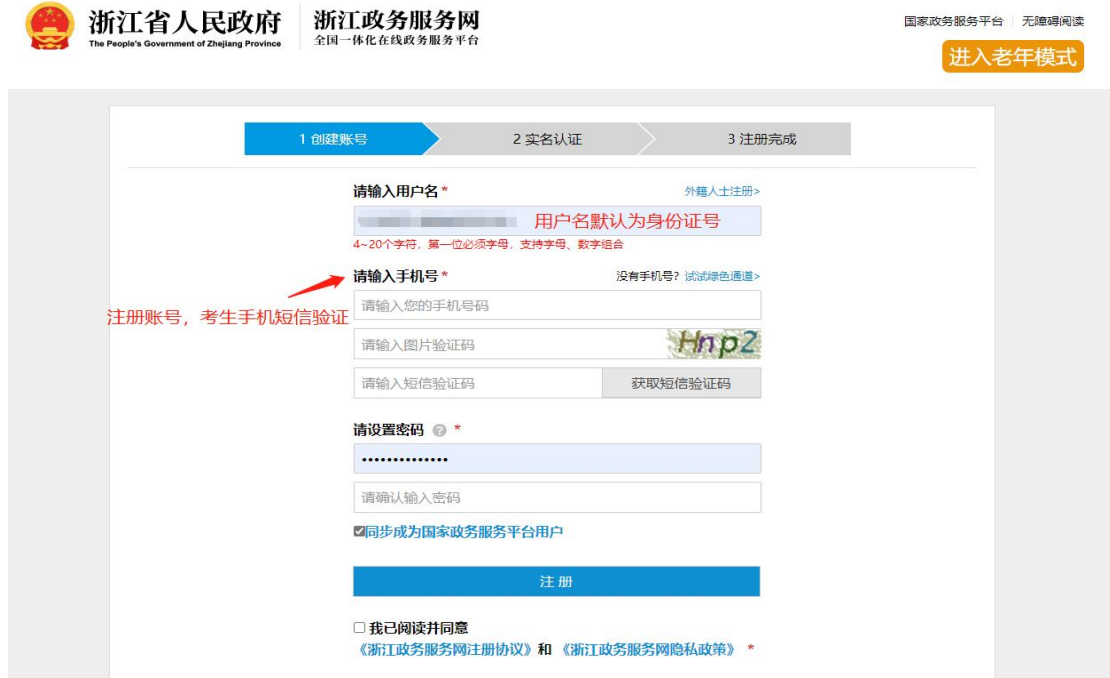 浙江省人民政府
The People's Government of Zhejiang Province
浙江政务服务网
全国一体化在线政务服务平台
国家政务服务平台 无障碍阅读
进入老年模式
1 创建账号 2 实名认证 3 注册完成
请输入用户名 * 外籍人士注册>
用户名默认为身份证号
4~20个字符，第一位必须字母，支持字母、数字组合
请输入手机号 * 没有手机号？试试绿色通道>
注册账号，考生手机短信验证
请输入您的手机号码
请输入图片验证码 Hnp2
请输入短信验证码 获取短信验证码
请设置密码 ? *
••••••••••••••
请确认输入密码
同步成为国家政务服务平台用户
注 册
我已阅读并同意
《浙江政务服务网注册协议》和 《浙江政务服务网隐私政策》 *